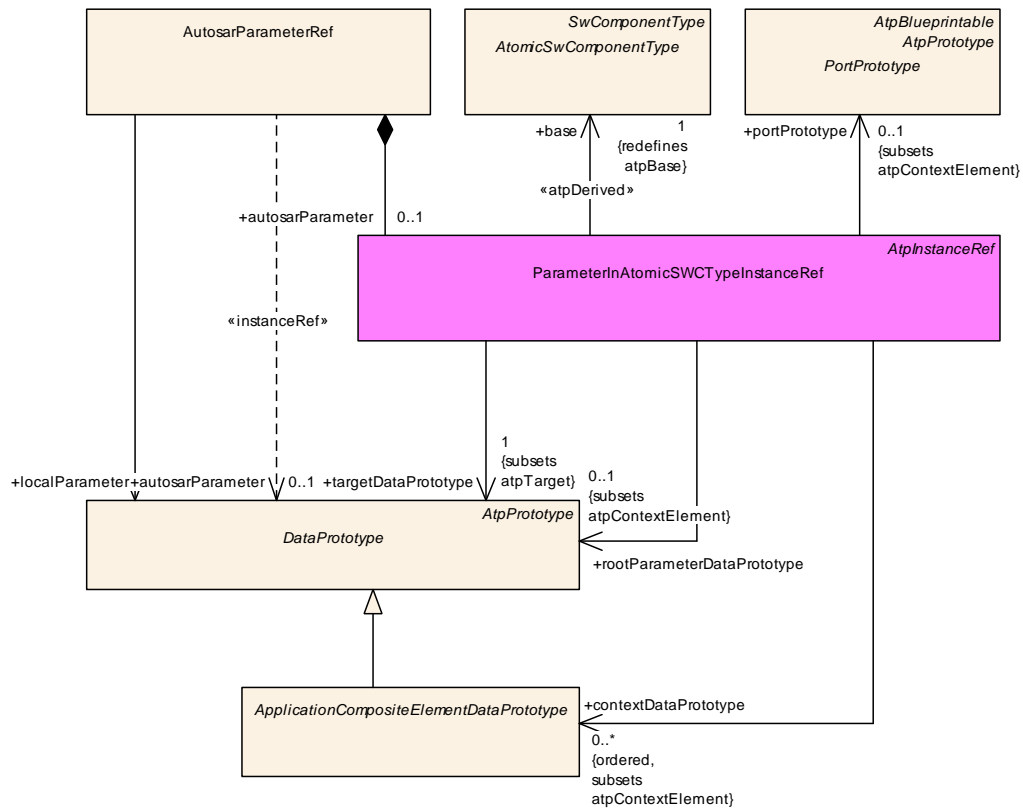 AutosarParameterRef
SwComponentType
AtomicSwComponentType
AtpBlueprintable
AtpPrototype
PortPrototype
+base
1
{redefines
atpBase}
«atpDerived»
+portPrototype
0..1
{subsets
atpContextElement}
+autosarParameter
0..1
AtpInstanceRef
ParameterInAtomicSWCTypeInstanceRef
«instanceRef»
+localParameter
+autosarParameter
0..1
+targetDataPrototype
1
{subsets
atpTarget}
0..1
{subsets
atpContextElement}
AtpPrototype
DataPrototype
+rootParameterDataPrototype
ApplicationCompositeElementDataPrototype
+contextDataPrototype
0..*
{ordered,
subsets
atpContextElement}